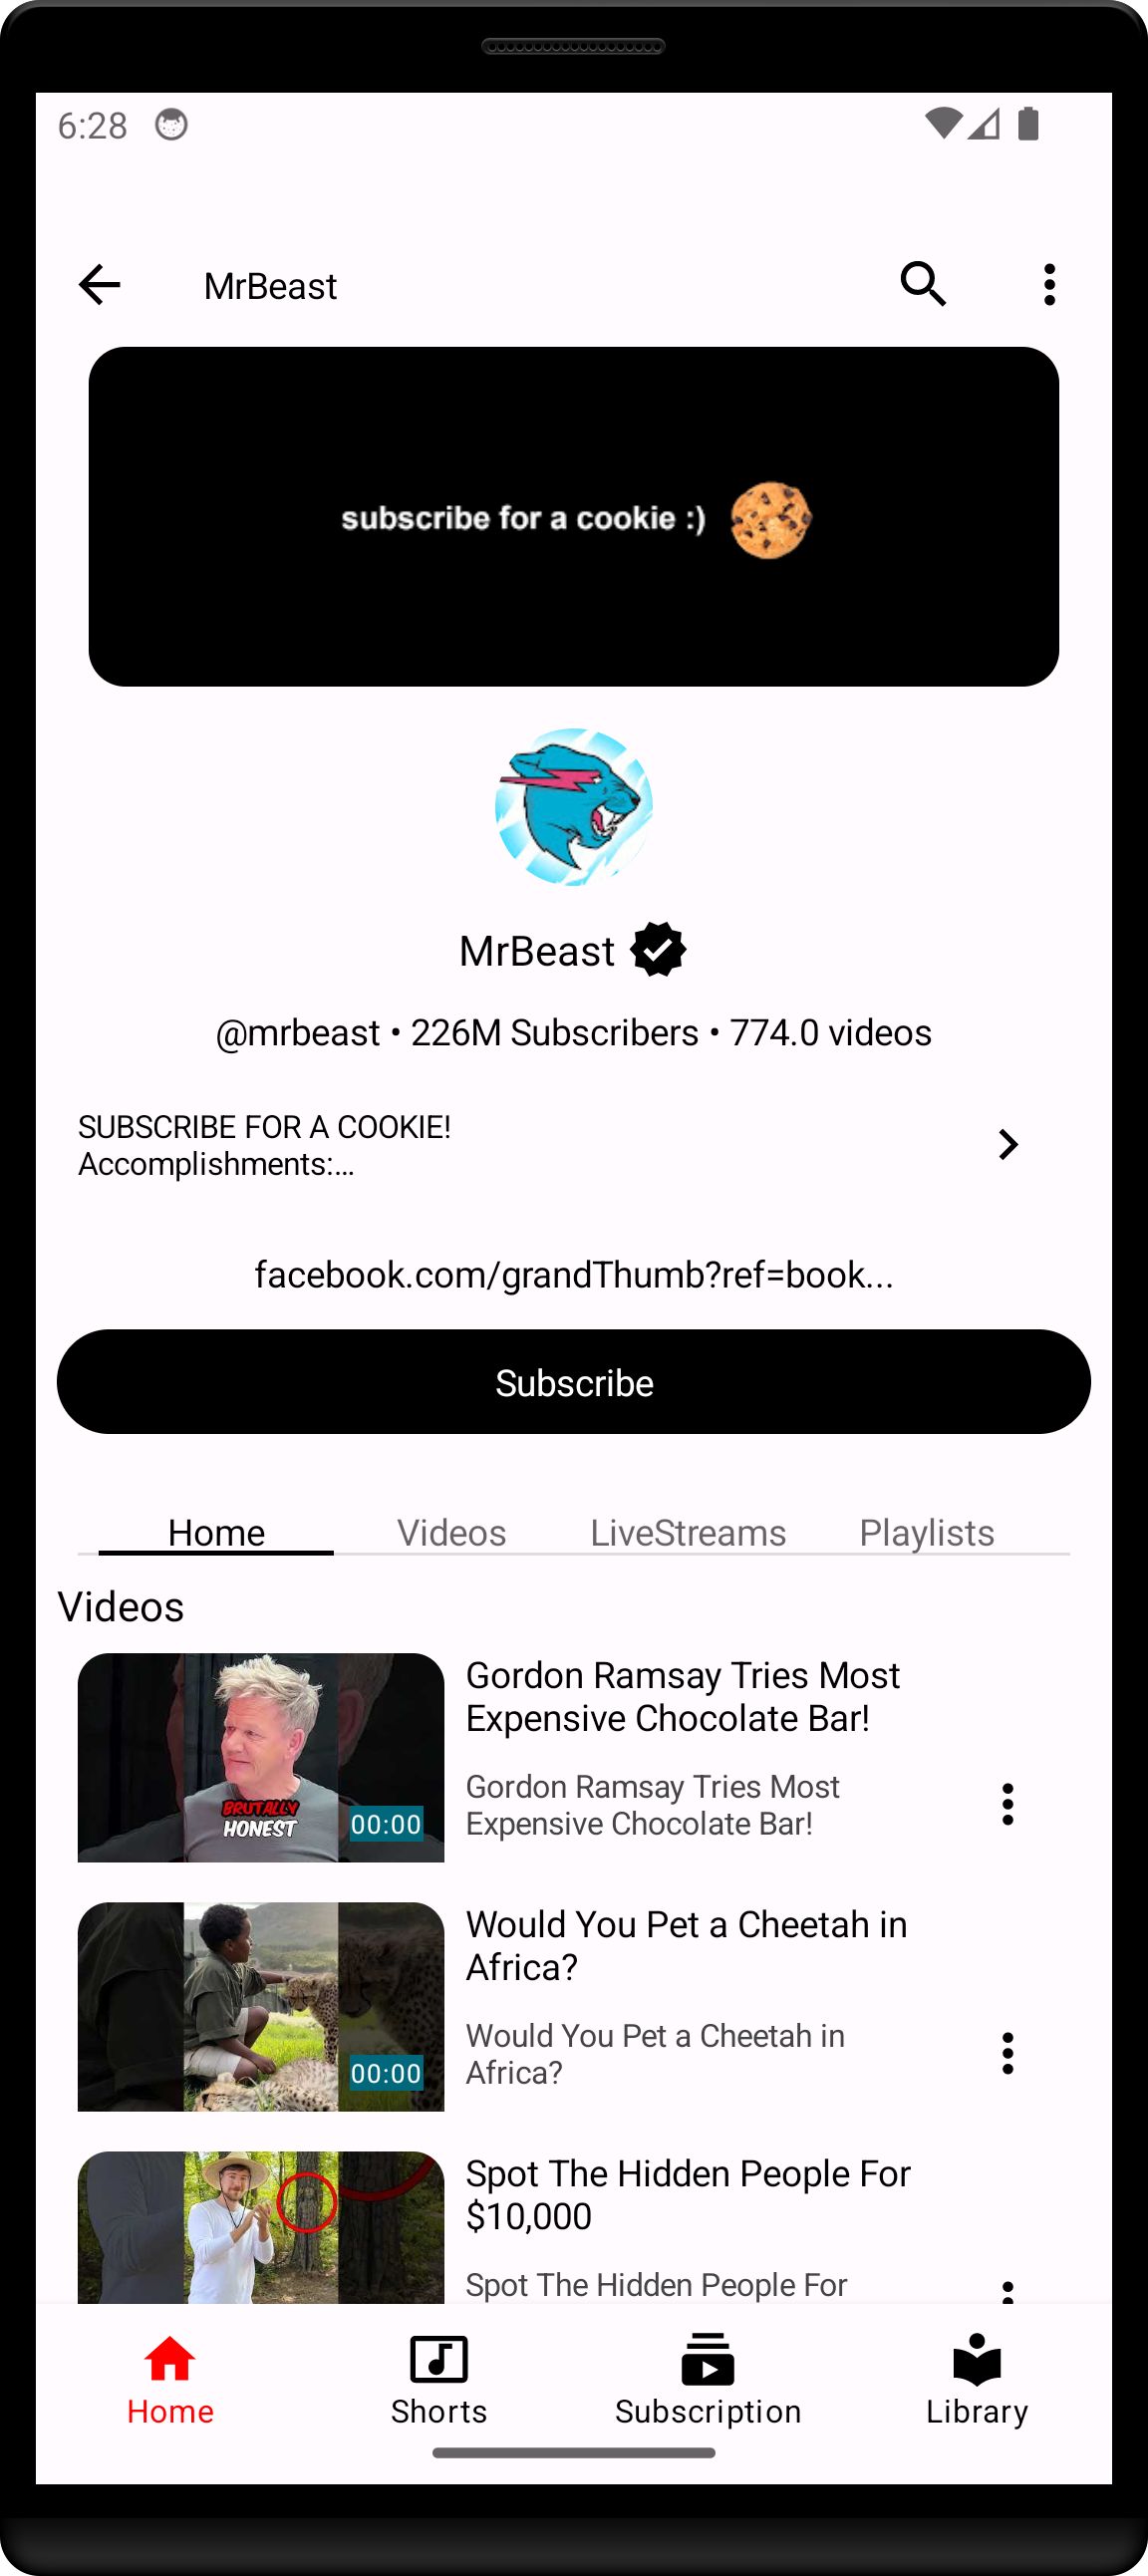 6:28
MrBeast
subscribe for a cookie :)
MrBeast
@mrbeast • 226M Subscribers • 774.0 videos
SUBSCRIBE FOR A COOKIE!
Accomplishments:...
facebook.com/grandThumb?ref=book...
Subscribe
Home Videos LiveStreams Playlists
Videos
Gordon Ramsay Tries Most
Expensive Chocolate Bar!
Gordon Ramsay Tries Most
Expensive Chocolate Bar!
BRUTALLY
HONEST
00:00
Would You Pet a Cheetah in
Africa?
Would You Pet a Cheetah in
Africa?
00:00
Spot The Hidden People For
$10,000
Spot The Hidden People For
Home Shorts Subscription Library